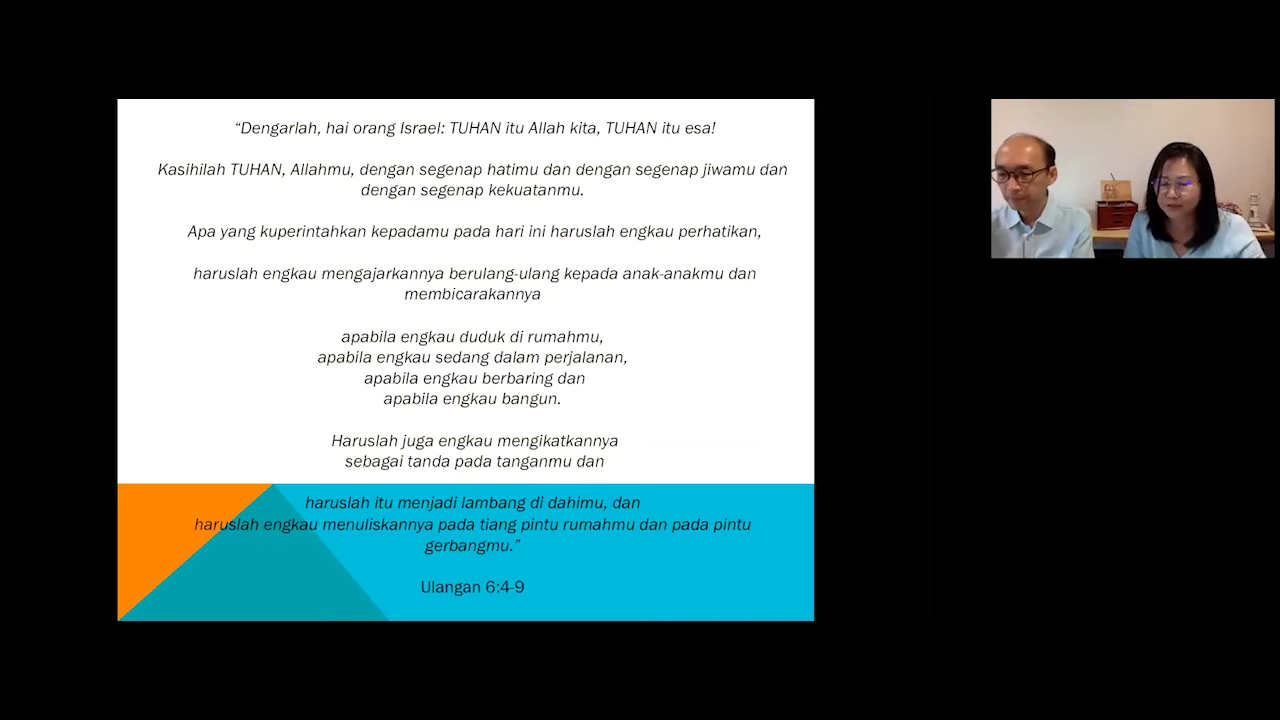 “Dengarlah, hai orang Israel: TUHAN itu Allah kita, TUHAN itu esa!
Kasihilah TUHAN, Allahmu, dengan segenap hatimu dan dengan segenap jiwamu dan
dengan segenap kekuatanmu.
Apa yang kuperintahkan kepadamu pada hari ini haruslah engkau perhatikan,
haruslah engkau mengajarkannya berulang-ulang kepada anak-anakmu dan
membicarakannya
apabila engkau duduk di rumahmu,
apabila engkau sedang dalam perjalanan,
apabila engkau berbaring dan
apabila engkau bangun.
Haruslah juga engkau mengikatkannya
sebagai tanda pada tanganmu dan
haruslah itu menjadi lambang di dahimu, dan
haruslah engkau menuliskannya pada tiang pintu rumahmu dan pada pintu
gerbangmu.”
Ulangan 6:4-9